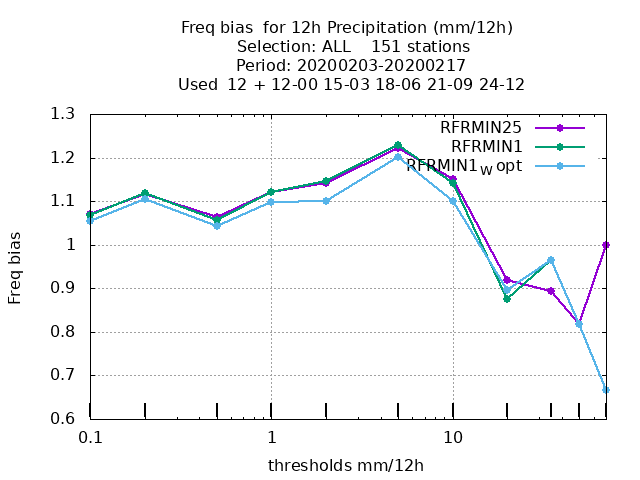 Freq bias  for 12h Precipitation (mm/12h)
Selection: ALL    151 stations
Period: 20200203-20200217
Used  12 + 12-00 15-03 18-06 21-09 24-12
RFRMIN25
RFRMIN1
RFRMIN1_W opt
1.3
1.2
1.1
1
0.9
0.8
0.7
0.6
Freq bias
0.1
1
10
thresholds mm/12h